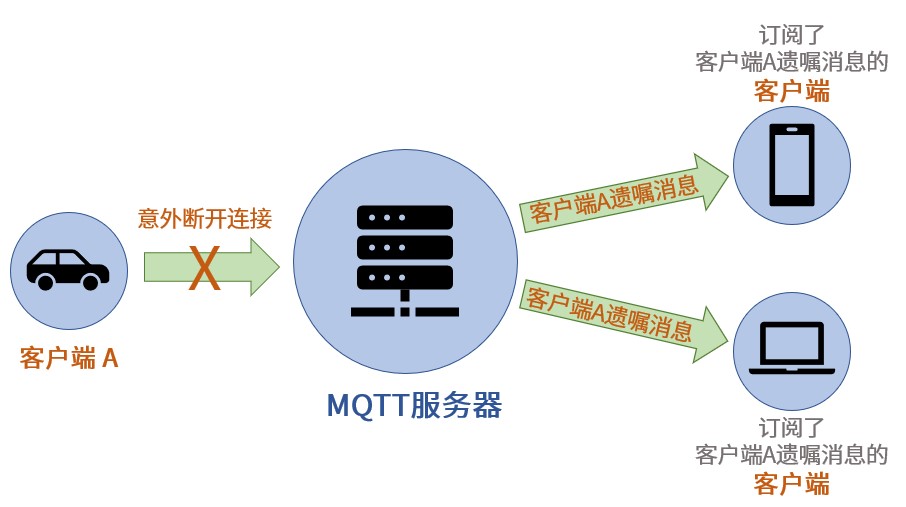 订阅了
客户端A遗嘱消息的
客户端
意外断开连接
X
客户端A遗嘱消息
客户端A遗嘱消息
客户端 A
MQTT服务器
订阅了
客户端A遗嘱消息的
客户端